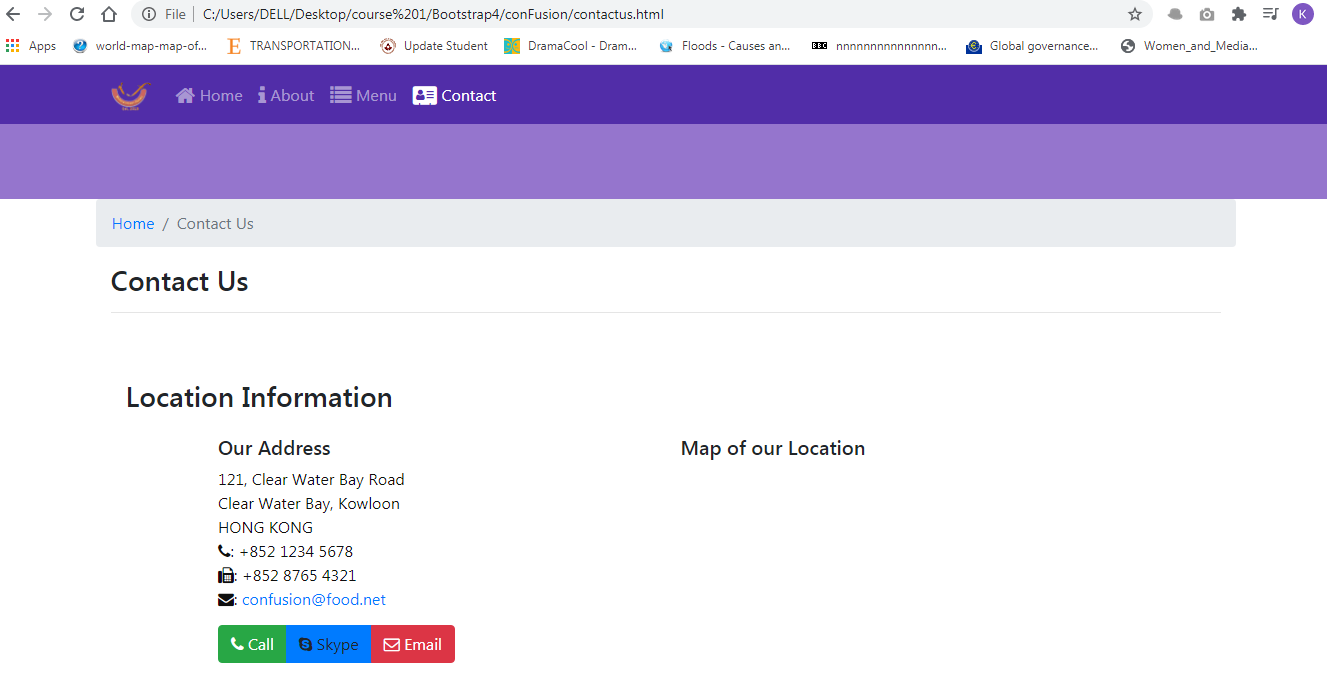 File C:/Users/DELL/Desktop/course%201/Bootstrap4/conFusion/contactus.html K
Apps world-map-map-of... TRANSPORTATION... Update Student DramaCool - Dram... Floods - Causes an... BBC nnnnnnnnnnnnnnn... Global governance... Women_and_Media...
Home About Menu Contact
Home / Contact Us
Contact Us
Location Information
Our Address
121, Clear Water Bay Road
Clear Water Bay, Kowloon
HONG KONG
: +852 1234 5678
: +852 8765 4321
: confusion@food.net
Call Skype Email
Map of our Location